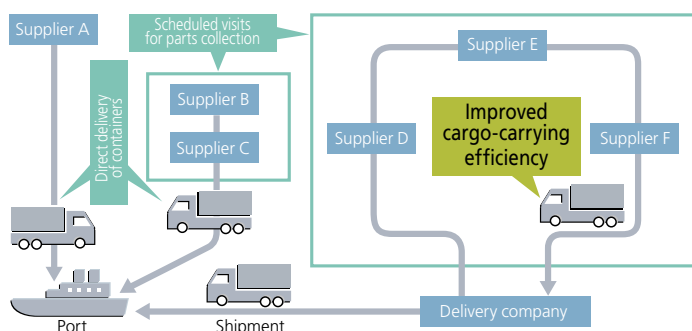 Supplier A
Scheduled visits
for parts collection
Supplier E
Supplier B
Supplier C
Direct delivery
of containers
Supplier D
Improved
cargo-carrying
efficiency
Supplier F
Port
Shipment
Delivery company